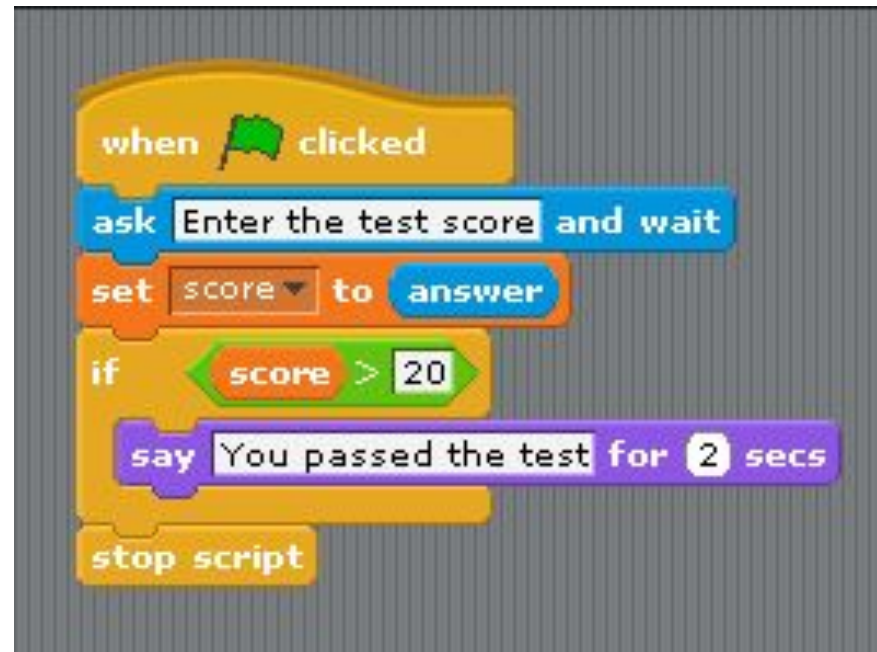 when clicked
ask Enter the test score and wait
set score to answer
if score > 20
say You passed the test for 2 secs
stop script